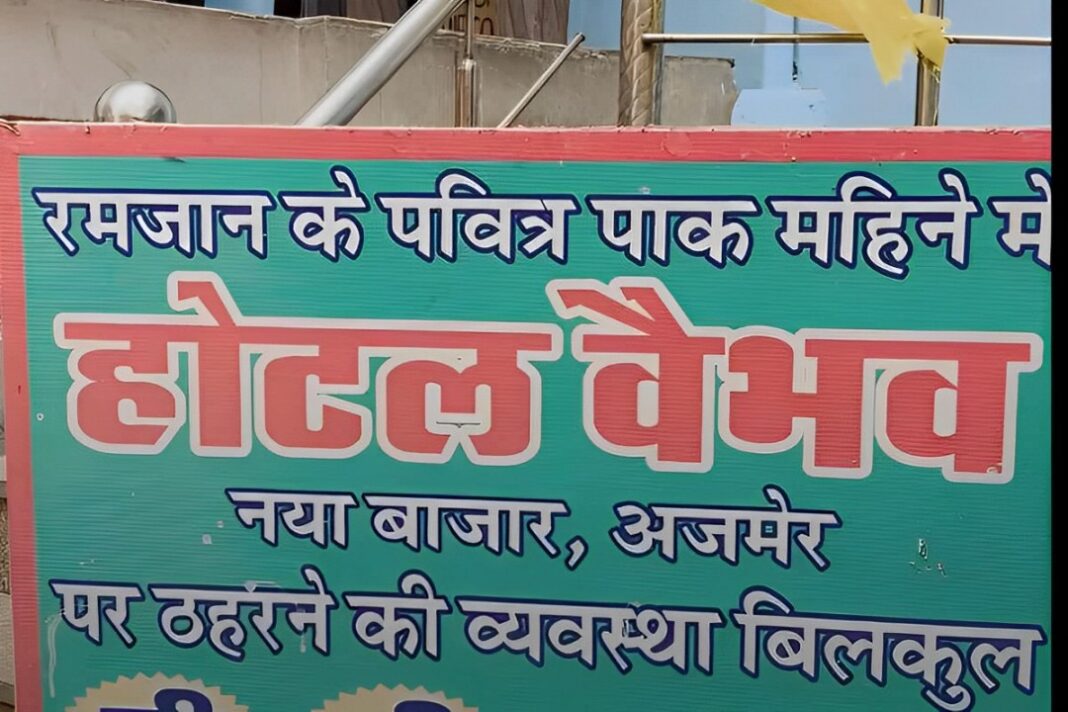 रमजान के पवित्र पाक महिने मे
होटल वैभव
नया बाजार, अजमेर
पर ठहरने की व्यवस्था बिलकुल